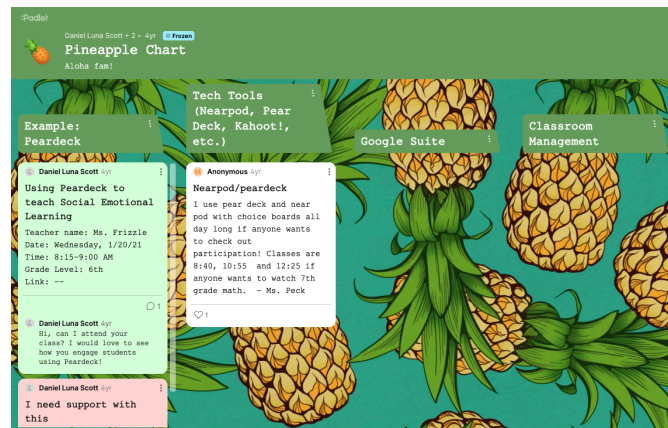 :Padlet
Daniel Luna Scott + 2 • 4yr Frozen
Pineapple Chart
Aloha fam!
Example:
Peardeck
Daniel Luna Scott 4yr
Using Peardeck to
teach Social Emotional
Learning
Teacher name: Ms. Frizzle
Date: Wednesday, 1/20/21
Time: 8:15-9:00 AM
Grade Level: 6th
Link: --
1
Daniel Luna Scott 4yr
Hi, can I attend your
class? I would love to see
how you engage students
using Peardeck!
Daniel Luna Scott 4yr
I need support with
this
Tech Tools
(Nearpod, Pear
Deck, Kahoot!,
etc.)
Anonymous 4yr
Nearpod/peardeck
I use pear deck and near
pod with choice boards all
day long if anyone wants
to check out
participation! Classes are
8:40, 10:55 and 12:25 if
anyone wants to watch 7th
grade math. - Ms. Peck
1
Google Suite
Classroom
Management